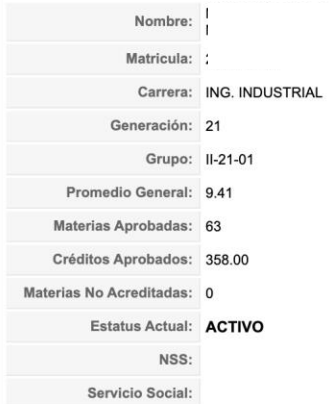 Nombre:
Matricula:
Carrera: ING. INDUSTRIAL
Generación: 21
Grupo: II-21-01
Promedio General: 9.41
Materias Aprobadas: 63
Créditos Aprobados: 358.00
Materias No Acreditadas: 0
Estatus Actual: ACTIVO
NSS:
Servicio Social: